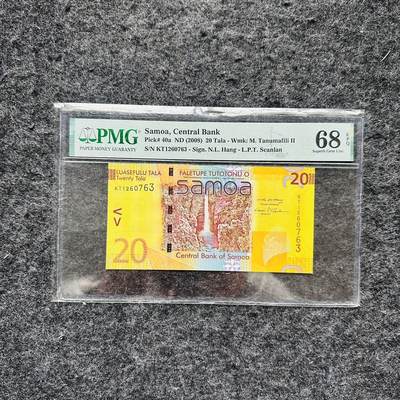 PMG
PAPER MONEY GUARANTY
Samoa, Central Bank
Pick# 40a ND (2008) 20 Tala - Wmk: M. Tanumafili II
S/N KT1260763 - Sign. N.L. Hang - L.P.T. Scanlan
68 EPQ
Superb Gem Unc
LUASEFULU TALA
Twenty Tala
KT1260763
FALETUPE TUTOTONU O
SAMOA
20
KT1260763
20
Central Bank of Samoa